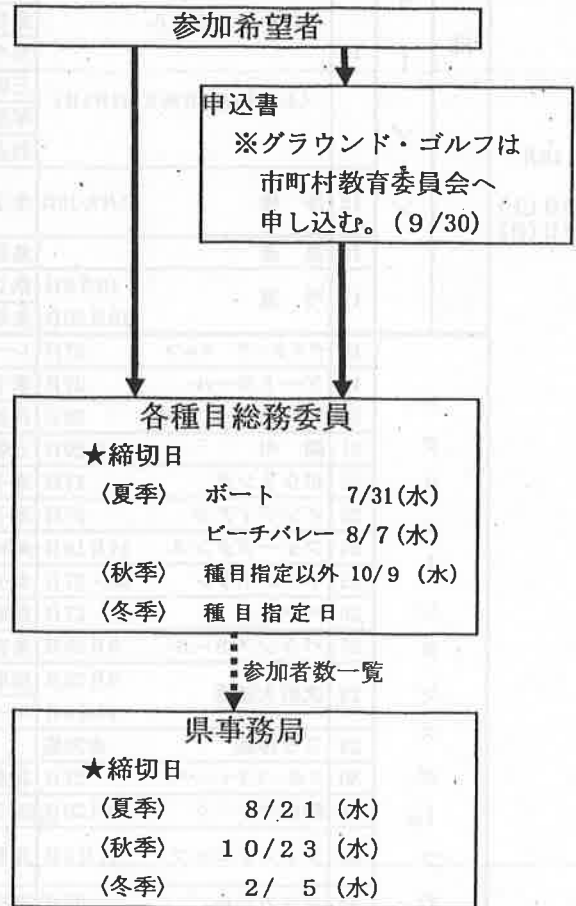 参加希望者
申込書
※グラウンド・ゴルフは
市町村教育委員会へ
申し込む。(9/30)
各種目総務委員
★締切日
〈夏季〉 ボート 7/31(水)
ビーチバレー 8/7(水)
〈秋季〉 種目指定以外 10/9 (水)
〈冬季〉 種目指定日
参加者数一覧
県事務局
★締切日
〈夏季〉 8/21 (水)
〈秋季〉 10/23 (水)
〈冬季〉 2/ 5 (水)